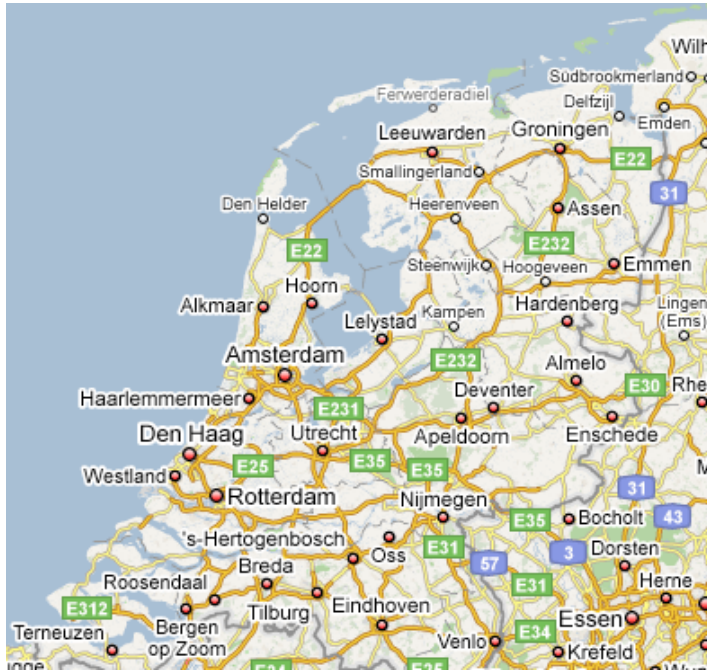 Wilh
Südbrookmerland
Ferwerderadiel
Delfzijl
Emden
Leeuwarden
Groningen
E22
Smallingerland
31
Den Helder
Heerenveen
Assen
E22
E232
Steenwijk
Hoogeveen
Emmen
Hoorn
Alkmaar
Hardenberg
Lingen
(Ems)
Lelystad
Kampen
Amsterdam
E232
Almelo
E30
Rhe
Haarlemmermeer
E231
Deventer
Den Haag
Utrecht
Apeldoorn
Enschede
Westland
E25
E35
E35
M
31
Rotterdam
Nijmegen
E35
Bocholt
43
's-Hertogenbosch
Oss
E31
57
3
Dorsten
Roosendaal
Breda
E31
Herne
E312
Tilburg
Eindhoven
Essen
Terneuzen
Bergen
op Zoom
Venlo
E34
Krefeld
E34
E25